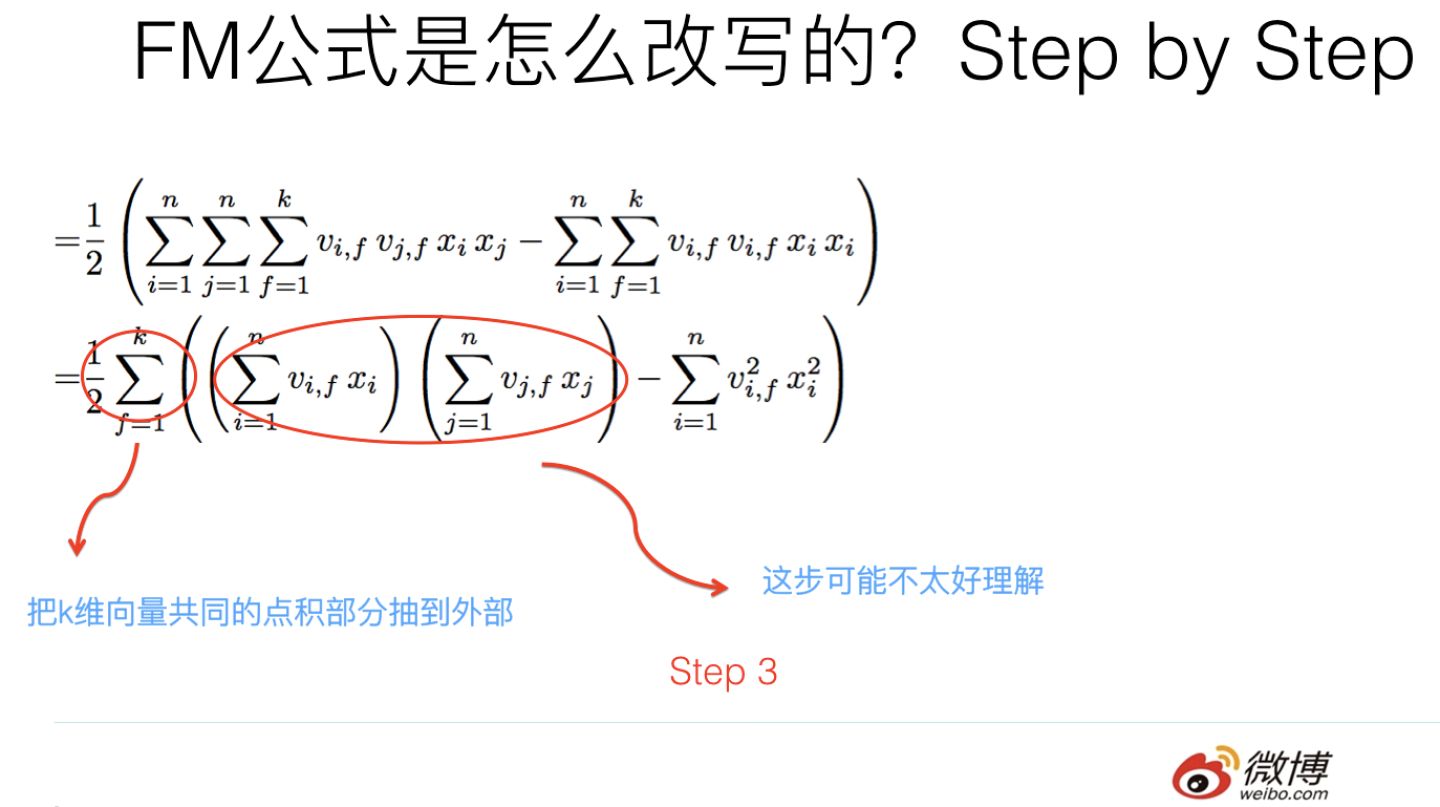 FM公式是怎么改写的？Step by Step
=\frac{1}{2}\left(\sum_{i=1}^{n}\sum_{j=1}^{n}\sum_{f=1}^{k}v_{i,f}v_{j,f}x_ix_j-\sum_{i=1}^{n}\sum_{f=1}^{k}v_{i,f}v_{i,f}x_ix_i\right)
=\frac{1}{2}\sum_{f=1}^{k}\left(\left(\sum_{i=1}^{n}v_{i,f}x_i\right)\left(\sum_{j=1}^{n}v_{j,f}x_j\right)-\sum_{i=1}^{n}v_{i,f}^{2}x_i^{2}\right)
这步可能不太好理解
把k维向量共同的点积部分抽到外部
Step 3
微博
weibo.com